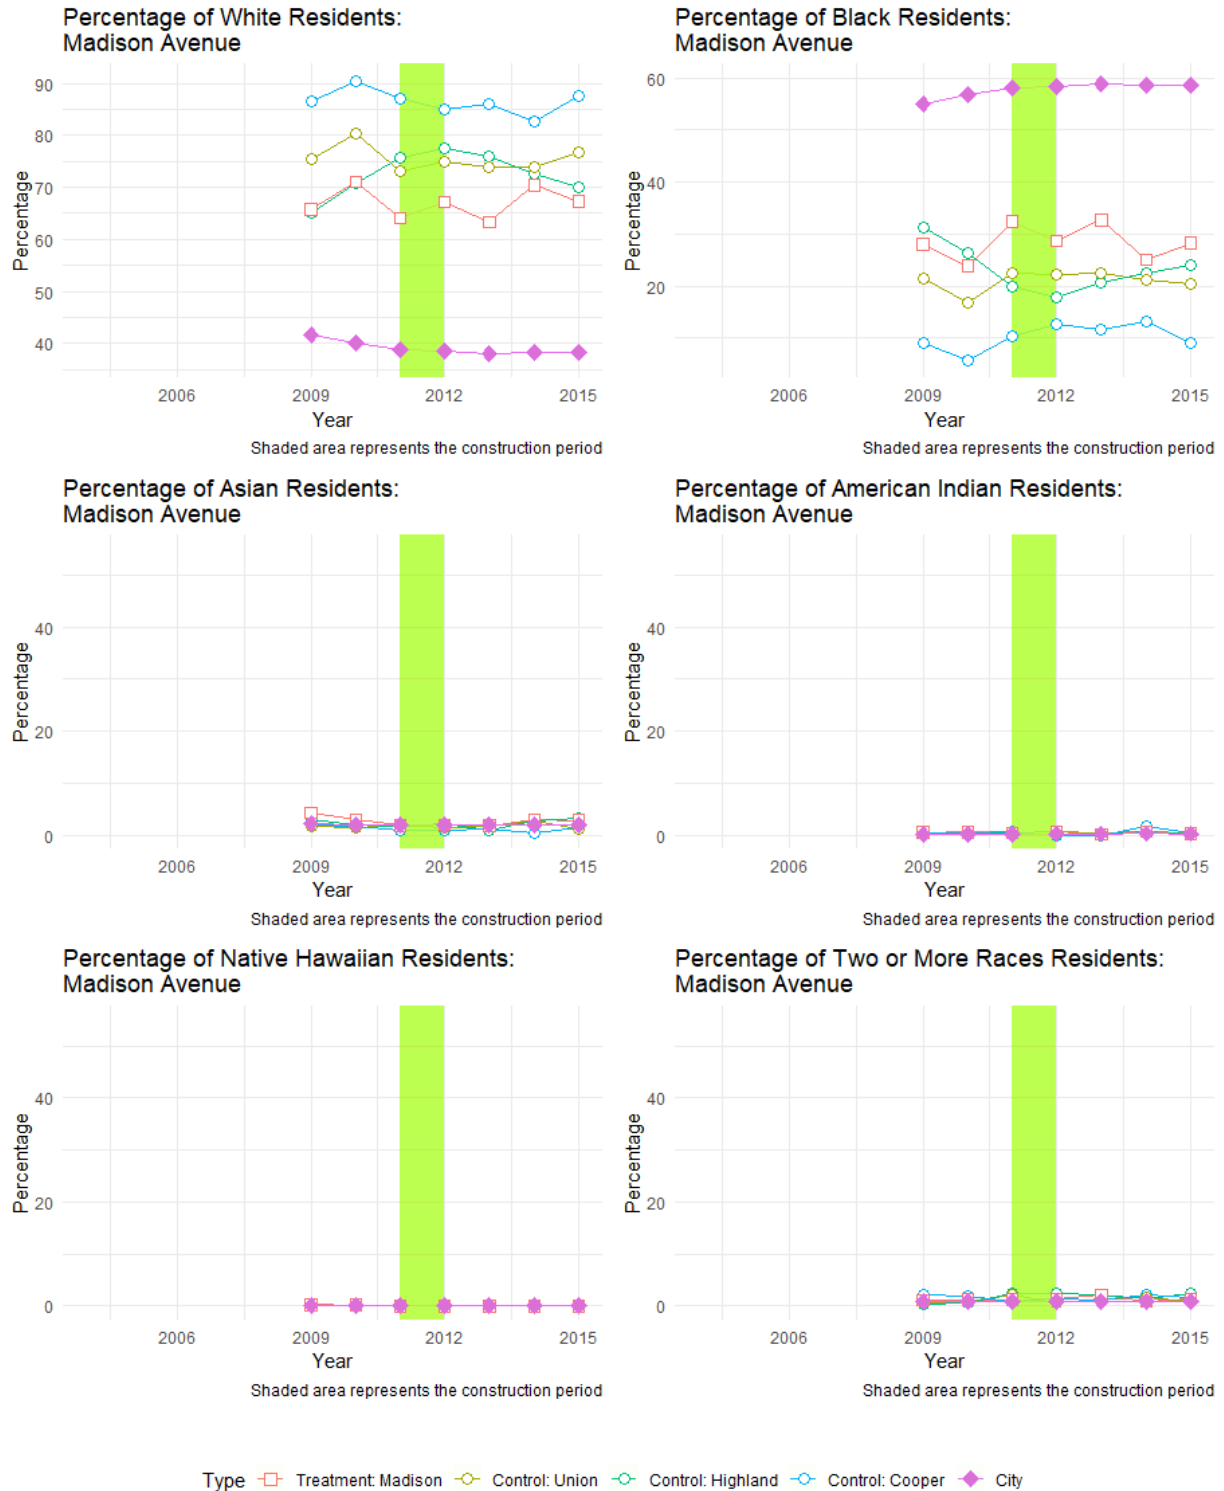 Percentage of White Residents:
Madison Avenue
Percentage
90
80
70
60
50
40
2006 2009 2012 2015
Year
Shaded area represents the construction period
Percentage of Black Residents:
Madison Avenue
Percentage
60
40
20
2006 2009 2012 2015
Year
Shaded area represents the construction period
Percentage of Asian Residents:
Madison Avenue
Percentage
40
20
0
2006 2009 2012 2015
Year
Shaded area represents the construction period
Percentage of American Indian Residents:
Madison Avenue
Percentage
40
20
0
2006 2009 2012 2015
Year
Shaded area represents the construction period
Percentage of Native Hawaiian Residents:
Madison Avenue
Percentage
40
20
0
2006 2009 2012 2015
Year
Shaded area represents the construction period
Percentage of Two or More Races Residents:
Madison Avenue
Percentage
40
20
0
2006 2009 2012 2015
Year
Shaded area represents the construction period
Type Treatment: Madison Control: Union Control: Highland Control: Cooper City